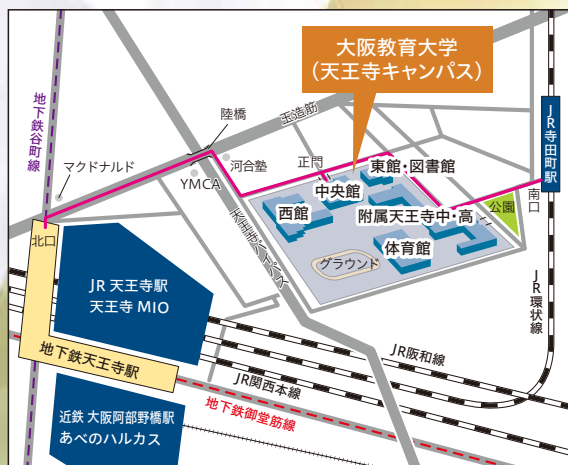 大阪教育大学
（天王寺キャンパス）
陸橋
玉造筋
地下鉄谷町線
マクドナルド
河合塾
YMCA
正門
東館・図書館
中央館
JR寺田町駅
南口
公園
西館
附属天王寺中・高
体育館
グラウンド
天王寺バイパス
北口
JR 天王寺駅
天王寺 MIO
JR環状線
JR阪和線
地下鉄天王寺駅
JR関西本線
地下鉄御堂筋線
近鉄 大阪阿部野橋駅
あべのハルカス